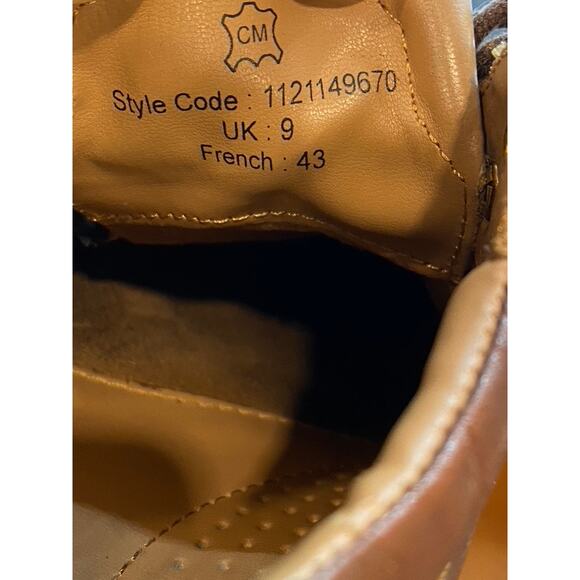 CM
Style Code : 1121149670
UK : 9
French : 43